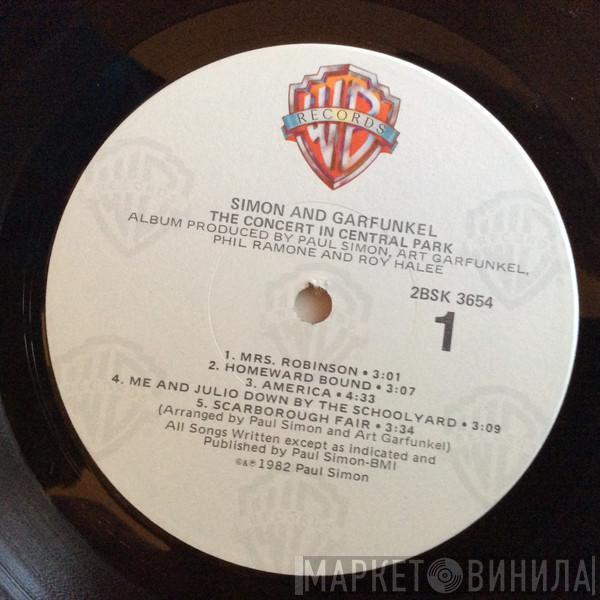 WB
RECORDS
SIMON AND GARFUNKEL
THE CONCERT IN CENTRAL PARK
ALBUM PRODUCED BY PAUL SIMON, ART GARFUNKEL,
PHIL RAMONE AND ROY HALEE
2BSK 3654
1
1. MRS. ROBINSON • 3:01
2. HOMEWARD BOUND • 3:07
3. AMERICA • 4:33
4. ME AND JULIO DOWN BY THE SCHOOLYARD • 3:09
5. SCARBOROUGH FAIR • 3:34
(Arranged by Paul Simon and Art Garfunkel)
All Songs Written except as indicated and
Published by Paul Simon-BMI
©&℗ 1982 Paul Simon
МАРКЕТ ВИНИЛА